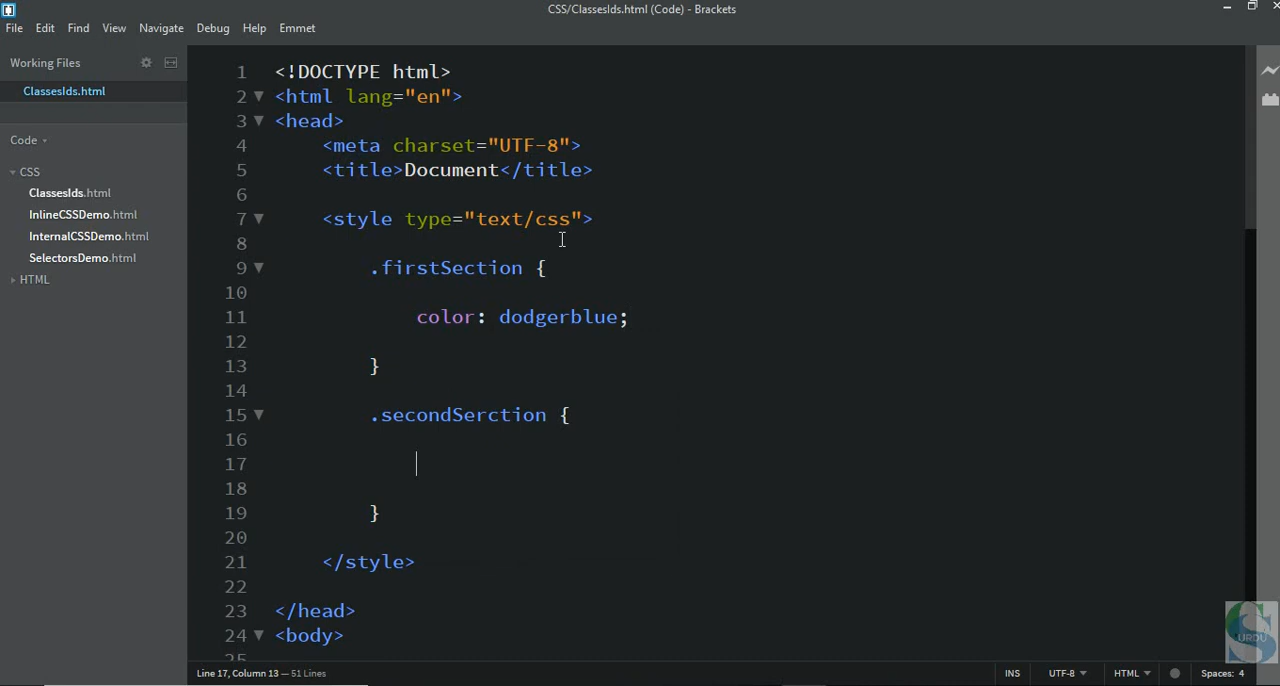 CSS/ClassesIds.html (Code) - Brackets
File Edit Find View Navigate Debug Help Emmet
Working Files
ClassesIds.html
Code
CSS
ClassesIds.html
InlineCSSDemo.html
InternalCSSDemo.html
SelectorsDemo.html
HTML
1 <!DOCTYPE html>
2 <html lang="en">
3 <head>
4 <meta charset="UTF-8">
5 <title>Document</title>
6
7 <style type="text/css">
8
9 .firstSection {
10
11 color: dodgerblue;
12
13 }
14
15 .secondSerction {
16
17
18
19 }
20
21 </style>
22
23 </head>
24 <body>
25
Line 17, Column 13 — 51 Lines
INS UTF-8 HTML Spaces: 4
URDU